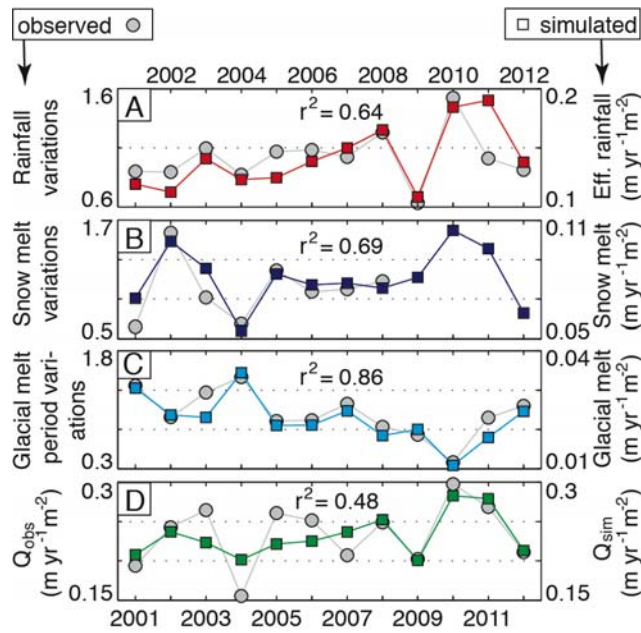 observed simulated
2002 2004 2006 2008 2010 2012
A
r² = 0.64
1.6
0.6
Rainfall
variations
0.2
0.1
Eff. rainfall
(m yr⁻¹m⁻²)
B
r² = 0.69
1.7
0.5
Snow melt
variations
0.11
0.05
Snow melt
(m yr⁻¹m⁻²)
C
r² = 0.86
1.8
0.3
Glacial melt
period vari-
ations
0.04
0.01
Glacial melt
(m yr⁻¹m⁻²)
D
r² = 0.48
0.3
0.15
Qobs
(m yr⁻¹m⁻²)
0.3
0.15
Qsim
(m yr⁻¹m⁻²)
2001 2003 2005 2007 2009 2011